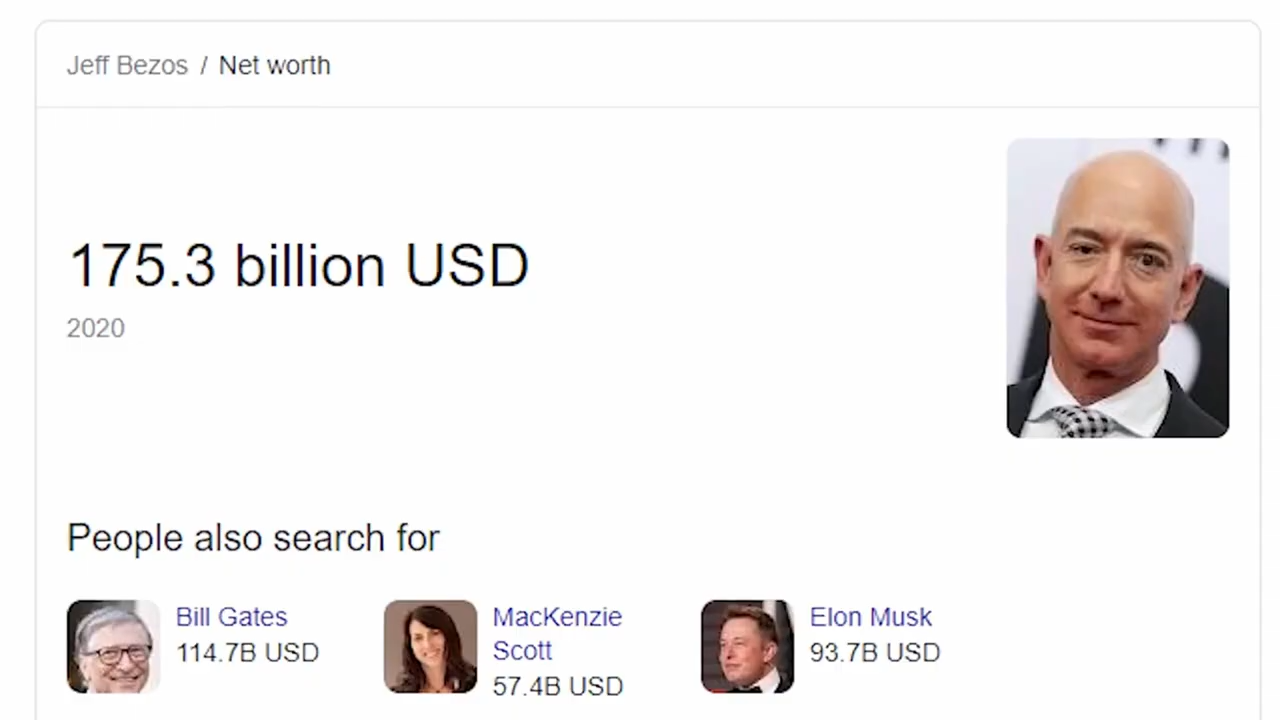 Jeff Bezos / Net worth
175.3 billion USD
2020
People also search for
Bill Gates
114.7B USD
MacKenzie
Scott
57.4B USD
Elon Musk
93.7B USD